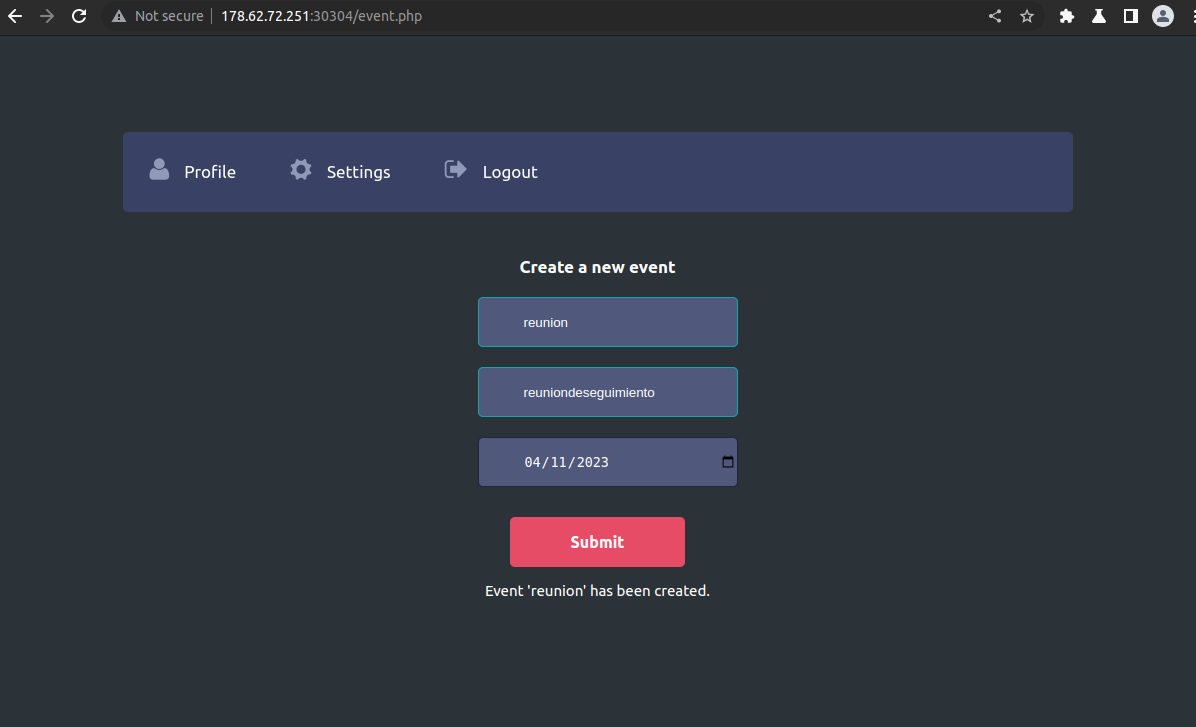 Not secure 178.62.72.251:30304/event.php
Profile Settings Logout
Create a new event
reunion
reuniondeseguimiento
04/11/2023
Submit
Event 'reunion' has been created.